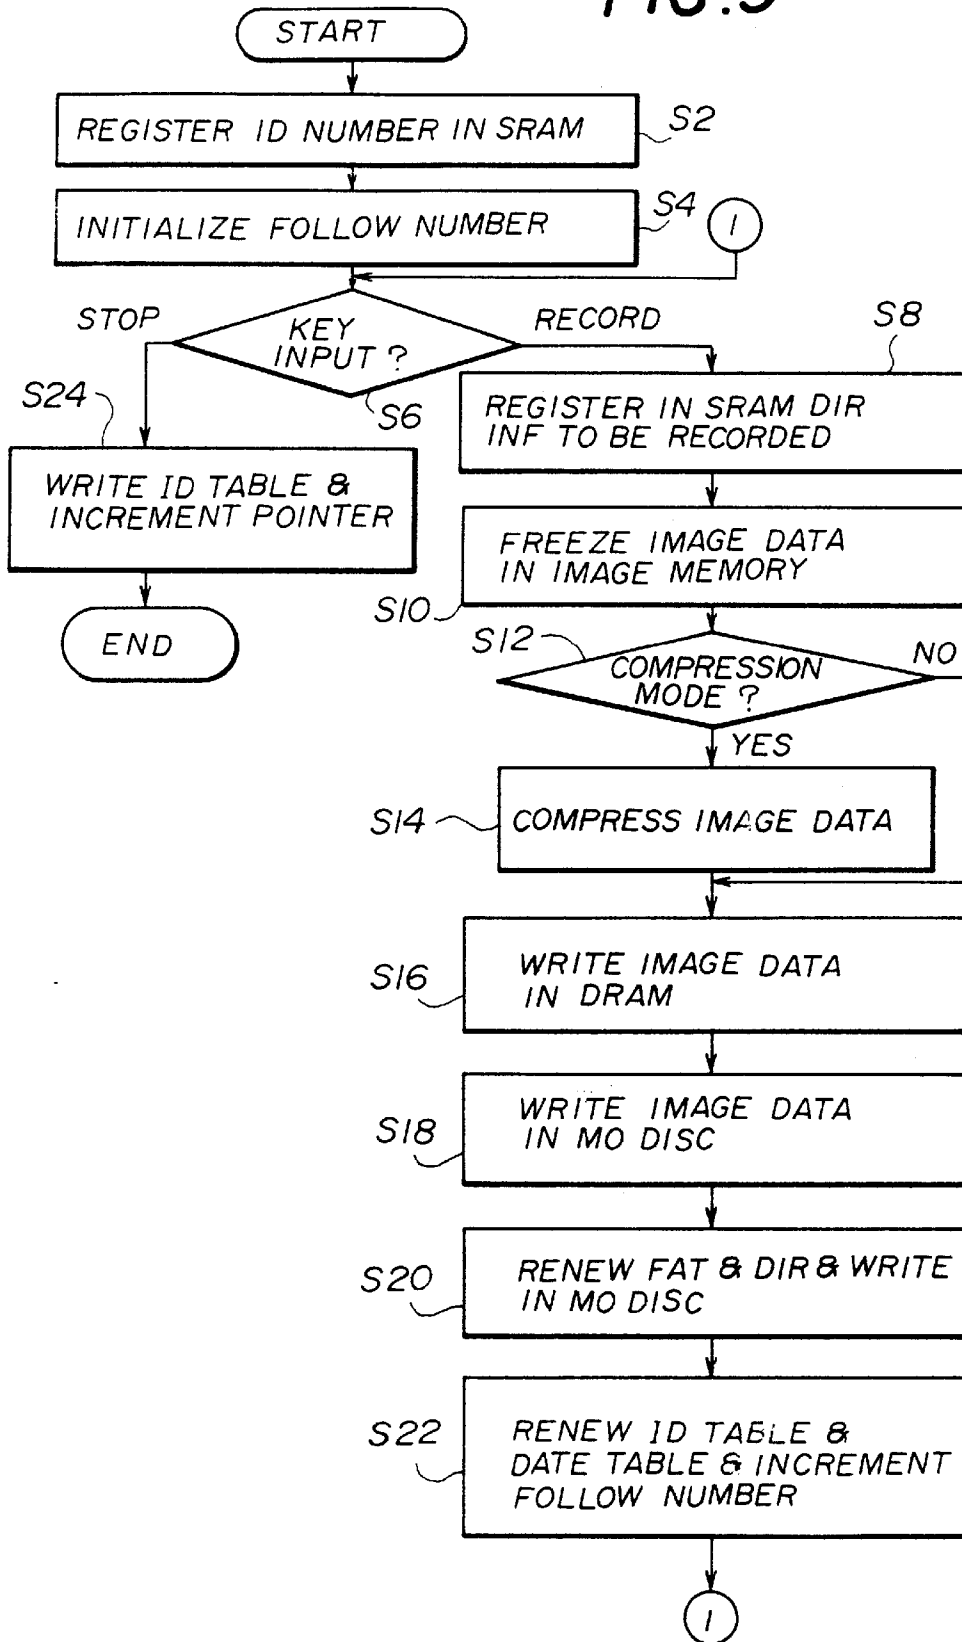 START
REGISTER ID NUMBER IN SRAM
S2
INITIALIZE FOLLOW NUMBER
S4
1
STOP
KEY
INPUT ?
RECORD
S6
S8
S24
REGISTER IN SRAM DIR
INF TO BE RECORDED
WRITE ID TABLE &
INCREMENT POINTER
FREEZE IMAGE DATA
IN IMAGE MEMORY
S10
END
S12
COMPRESSION
MODE ?
NO
YES
S14
COMPRESS IMAGE DATA
S16
WRITE IMAGE DATA
IN DRAM
S18
WRITE IMAGE DATA
IN MO DISC
S20
RENEW FAT & DIR & WRITE
IN MO DISC
S22
RENEW ID TABLE &
DATE TABLE & INCREMENT
FOLLOW NUMBER
1